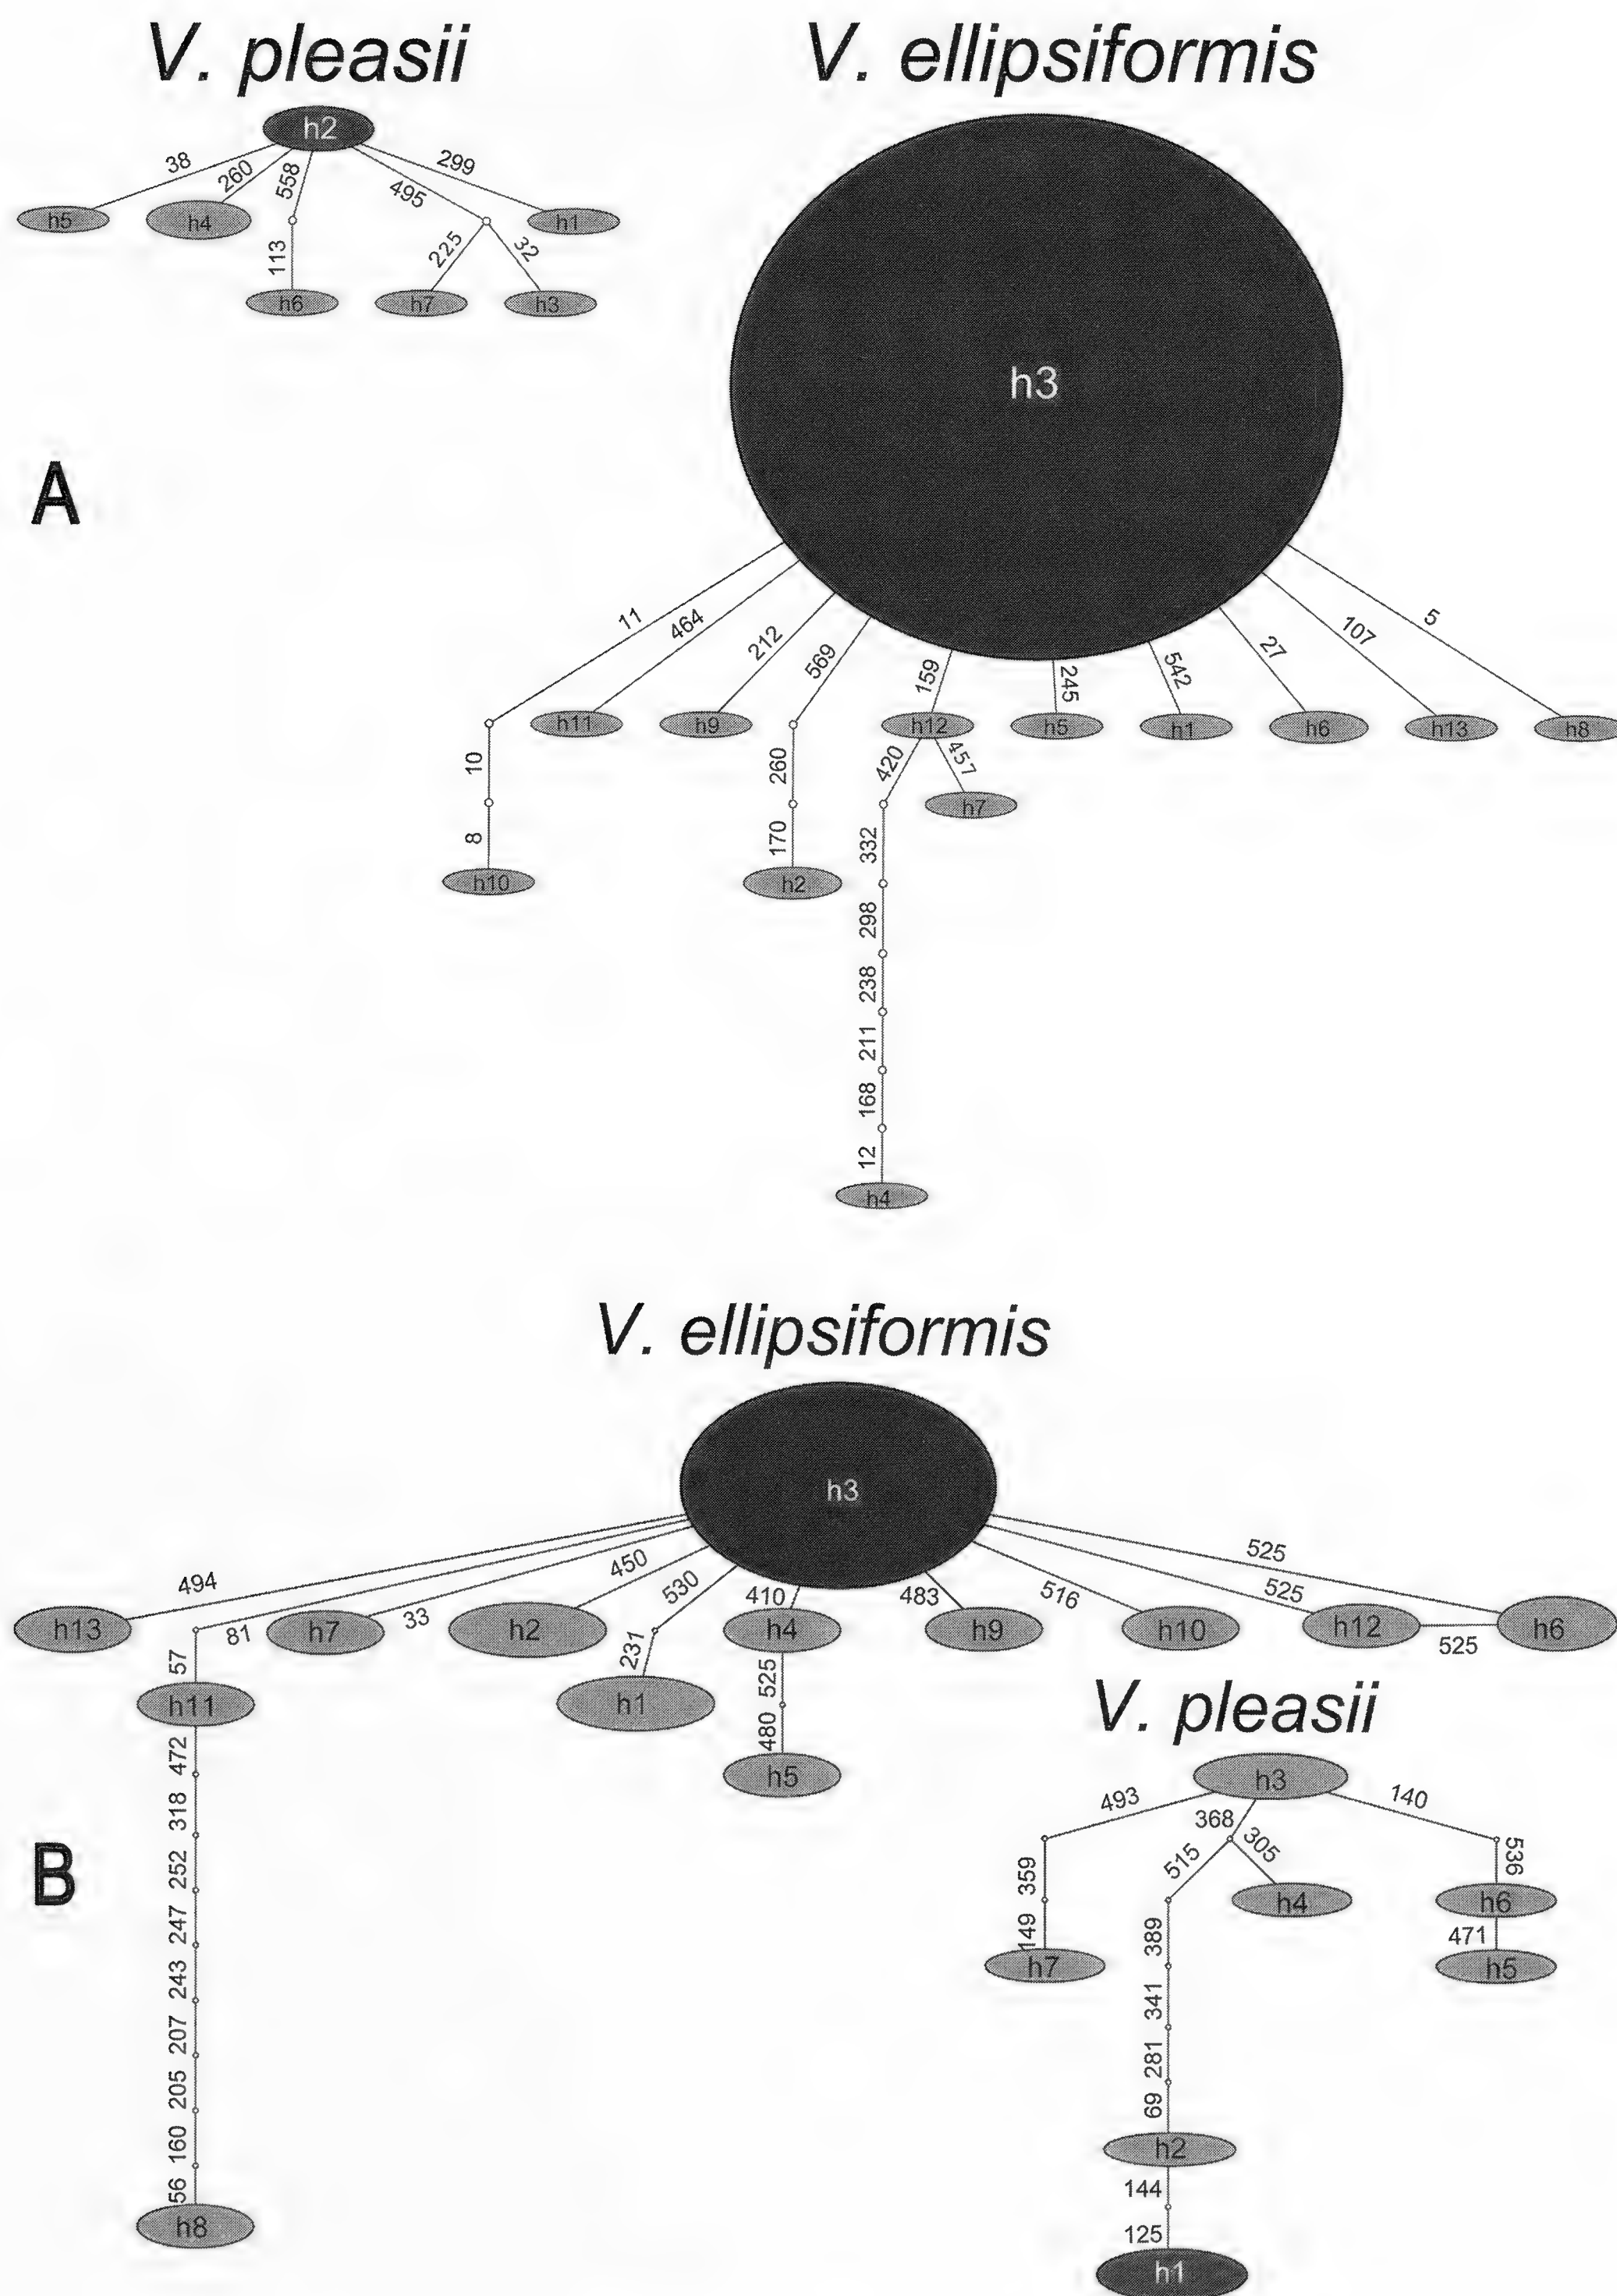 V. pleasii
V. ellipsiformis
h2
38
260
558
495
299
h5
h4
h1
113
225
32
h6
h7
h3
h3
A
11
464
212
569
159
245
542
27
107
5
h11
h9
h12
h5
h1
h6
h13
h8
10
260
420
457
h7
8
170
332
h10
h2
298
238
211
168
12
h4
V. ellipsiformis
h3
494
81
33
450
530
410
483
516
525
525
h13
h7
h2
h4
h9
h10
h12
525
h6
57
231
525
h11
h1
480
472
h5
318
252
247
243
207
205
160
56
h8
V. pleasii
h3
493
368
305
140
515
359
536
h4
h6
149
389
471
h7
h5
341
281
69
h2
144
125
h1
B